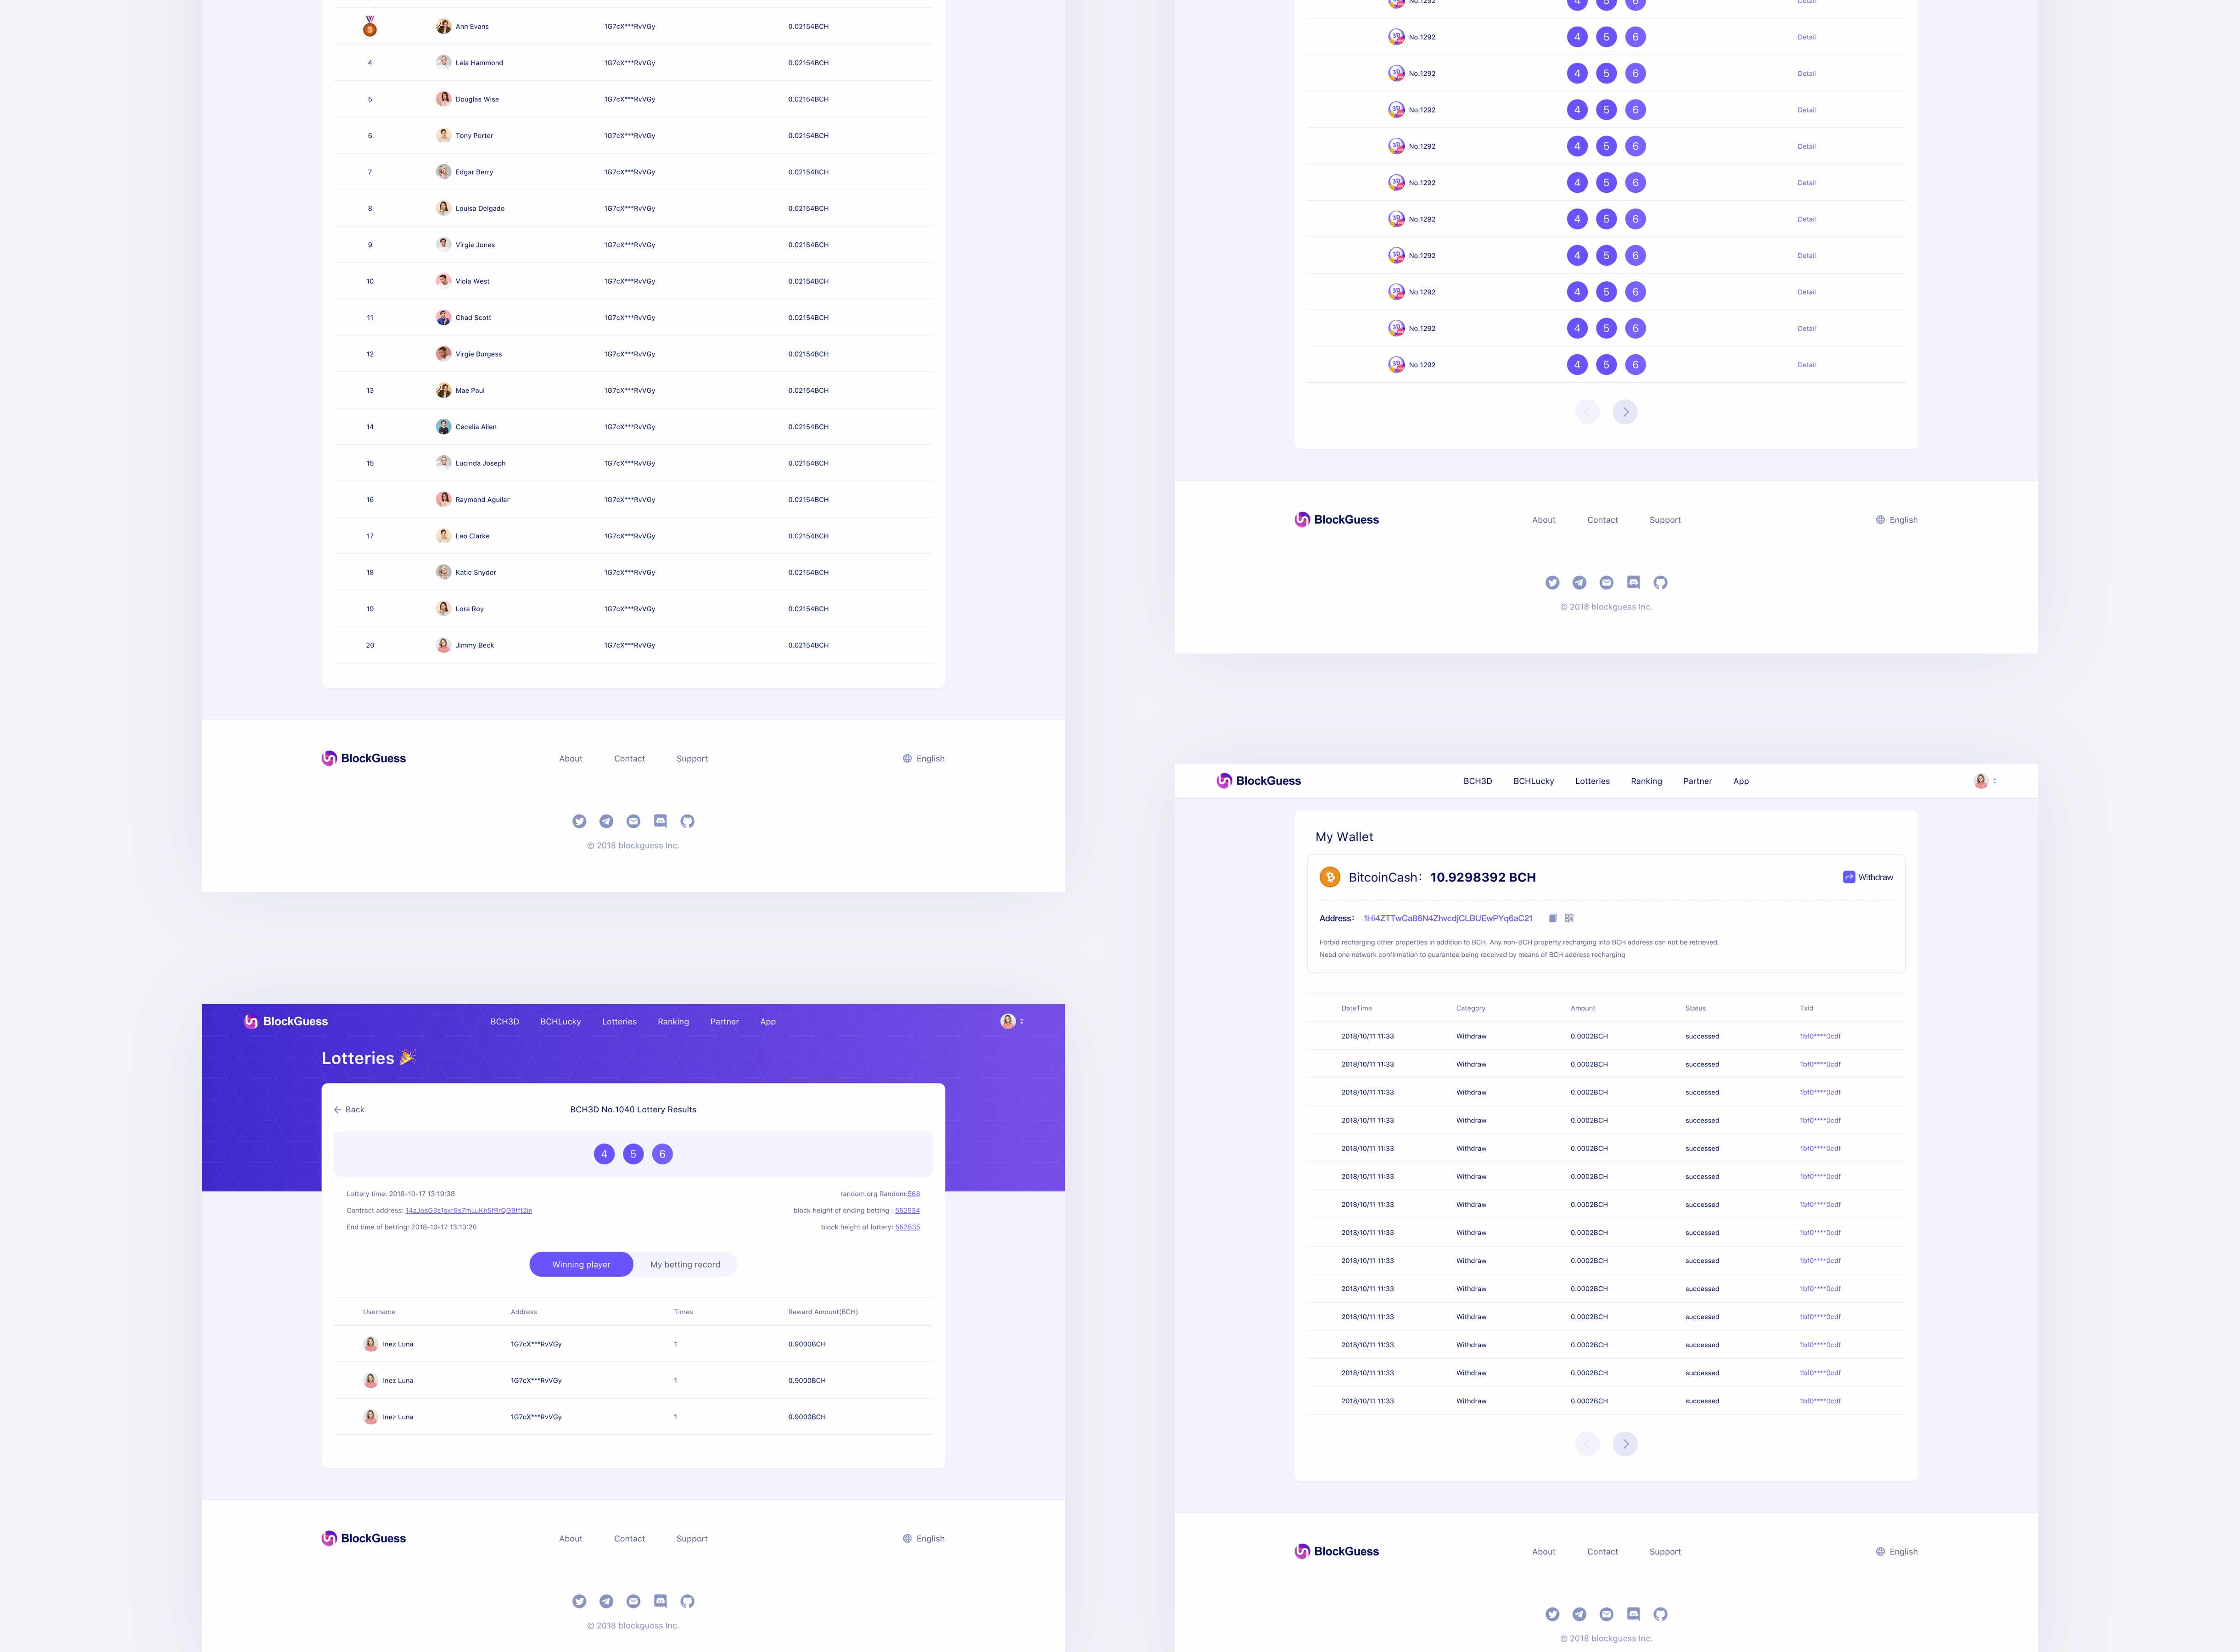 3 Ann Evans 1G7cX***RvVGy 0.02154BCH
4 Lela Hammond 1G7cX***RvVGy 0.02154BCH
5 Douglas Wise 1G7cX***RvVGy 0.02154BCH
6 Tony Porter 1G7cX***RvVGy 0.02154BCH
7 Edgar Berry 1G7cX***RvVGy 0.02154BCH
8 Louisa Delgado 1G7cX***RvVGy 0.02154BCH
9 Virgie Jones 1G7cX***RvVGy 0.02154BCH
10 Viola West 1G7cX***RvVGy 0.02154BCH
11 Chad Scott 1G7cX***RvVGy 0.02154BCH
12 Virgie Burgess 1G7cX***RvVGy 0.02154BCH
13 Mae Paul 1G7cX***RvVGy 0.02154BCH
14 Cecelia Allen 1G7cX***RvVGy 0.02154BCH
15 Lucinda Joseph 1G7cX***RvVGy 0.02154BCH
16 Raymond Aguilar 1G7cX***RvVGy 0.02154BCH
17 Leo Clarke 1G7cX***RvVGy 0.02154BCH
18 Katie Snyder 1G7cX***RvVGy 0.02154BCH
19 Lora Roy 1G7cX***RvVGy 0.02154BCH
20 Jimmy Beck 1G7cX***RvVGy 0.02154BCH
BlockGuess About Contact Support English
© 2018 blockguess Inc.
BlockGuess BCH3D BCHLucky Lotteries Ranking Partner App
Lotteries
Back BCH3D No.1040 Lottery Results
4 5 6
Lottery time: 2018-10-17 13:19:38 random.org Random:568
Contract address: 14zJosG3s1sxr9s7mLuKh5fRrQG9fft2in block height of ending betting : 552534
End time of betting: 2018-10-17 13:13:20 block height of lottery: 552535
Winning player My betting record
Username Address Times Reward Amount(BCH)
Inez Luna 1G7cX***RvVGy 1 0.9000BCH
Inez Luna 1G7cX***RvVGy 1 0.9000BCH
Inez Luna 1G7cX***RvVGy 1 0.9000BCH
BlockGuess About Contact Support English
© 2018 blockguess Inc.
No.1292 4 5 6 Detail
3D No.1292 4 5 6 Detail
3D No.1292 4 5 6 Detail
3D No.1292 4 5 6 Detail
3D No.1292 4 5 6 Detail
3D No.1292 4 5 6 Detail
3D No.1292 4 5 6 Detail
3D No.1292 4 5 6 Detail
3D No.1292 4 5 6 Detail
3D No.1292 4 5 6 Detail
3D No.1292 4 5 6 Detail
BlockGuess About Contact Support English
© 2018 blockguess Inc.
BlockGuess BCH3D BCHLucky Lotteries Ranking Partner App
My Wallet
BitcoinCash: 10.9298392 BCH Withdraw
Address: 1Hi4ZTTwCa86N4ZhvcdjCLBUEwPYq6aC21
Forbid recharging other properties in addition to BCH. Any non-BCH property recharging into BCH address can not be retrieved.
Need one network confirmation to guarantee being received by means of BCH address recharging
DateTime Category Amount Status Txid
2018/10/11 11:33 Withdraw 0.0002BCH successed 1bf0****0cdf
2018/10/11 11:33 Withdraw 0.0002BCH successed 1bf0****0cdf
2018/10/11 11:33 Withdraw 0.0002BCH successed 1bf0****0cdf
2018/10/11 11:33 Withdraw 0.0002BCH successed 1bf0****0cdf
2018/10/11 11:33 Withdraw 0.0002BCH successed 1bf0****0cdf
2018/10/11 11:33 Withdraw 0.0002BCH successed 1bf0****0cdf
2018/10/11 11:33 Withdraw 0.0002BCH successed 1bf0****0cdf
2018/10/11 11:33 Withdraw 0.0002BCH successed 1bf0****0cdf
2018/10/11 11:33 Withdraw 0.0002BCH successed 1bf0****0cdf
2018/10/11 11:33 Withdraw 0.0002BCH successed 1bf0****0cdf
2018/10/11 11:33 Withdraw 0.0002BCH successed 1bf0****0cdf
2018/10/11 11:33 Withdraw 0.0002BCH successed 1bf0****0cdf
2018/10/11 11:33 Withdraw 0.0002BCH successed 1bf0****0cdf
2018/10/11 11:33 Withdraw 0.0002BCH successed 1bf0****0cdf
BlockGuess About Contact Support English
© 2018 blockguess Inc.